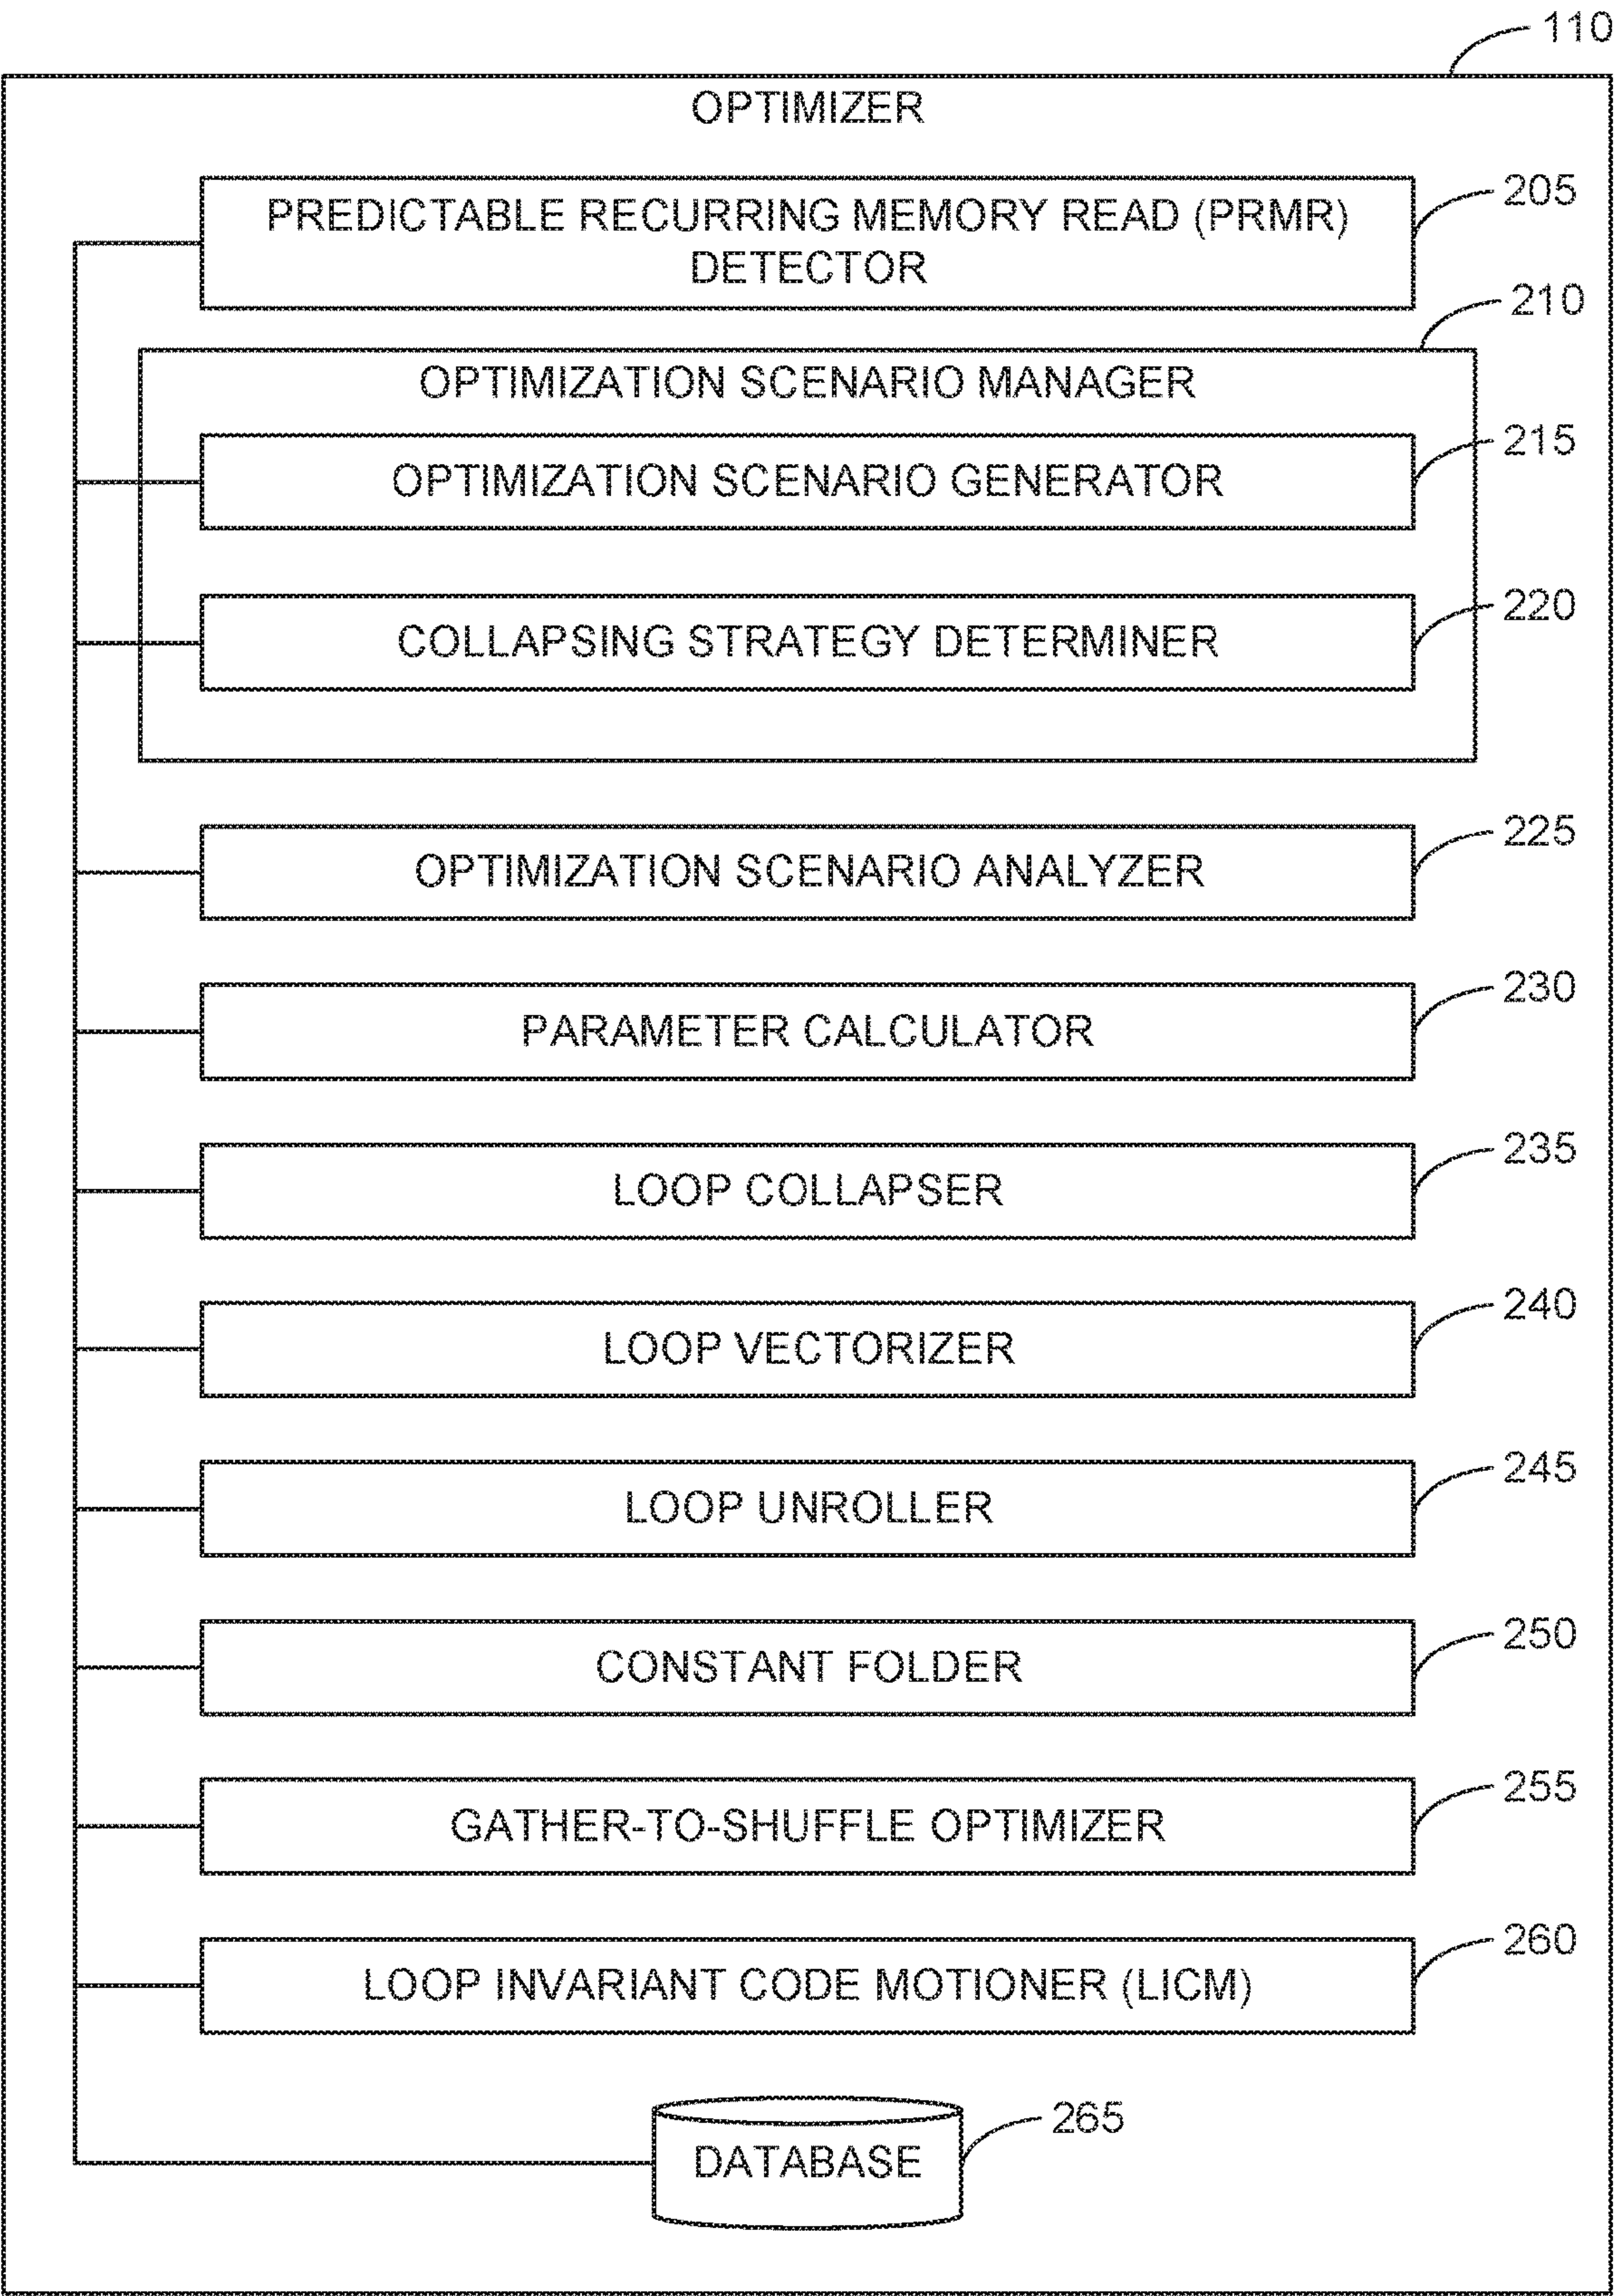 110
OPTIMIZER
205
PREDICTABLE RECURRING MEMORY READ (PRMR)
DETECTOR
210
OPTIMIZATION SCENARIO MANAGER
215
OPTIMIZATION SCENARIO GENERATOR
220
COLLAPSING STRATEGY DETERMINER
225
OPTIMIZATION SCENARIO ANALYZER
230
PARAMETER CALCULATOR
235
LOOP COLLAPSER
240
LOOP VECTORIZER
245
LOOP UNROLLER
250
CONSTANT FOLDER
255
GATHER-TO-SHUFFLE OPTIMIZER
260
LOOP INVARIANT CODE MOTIONER (LICM)
265
DATABASE